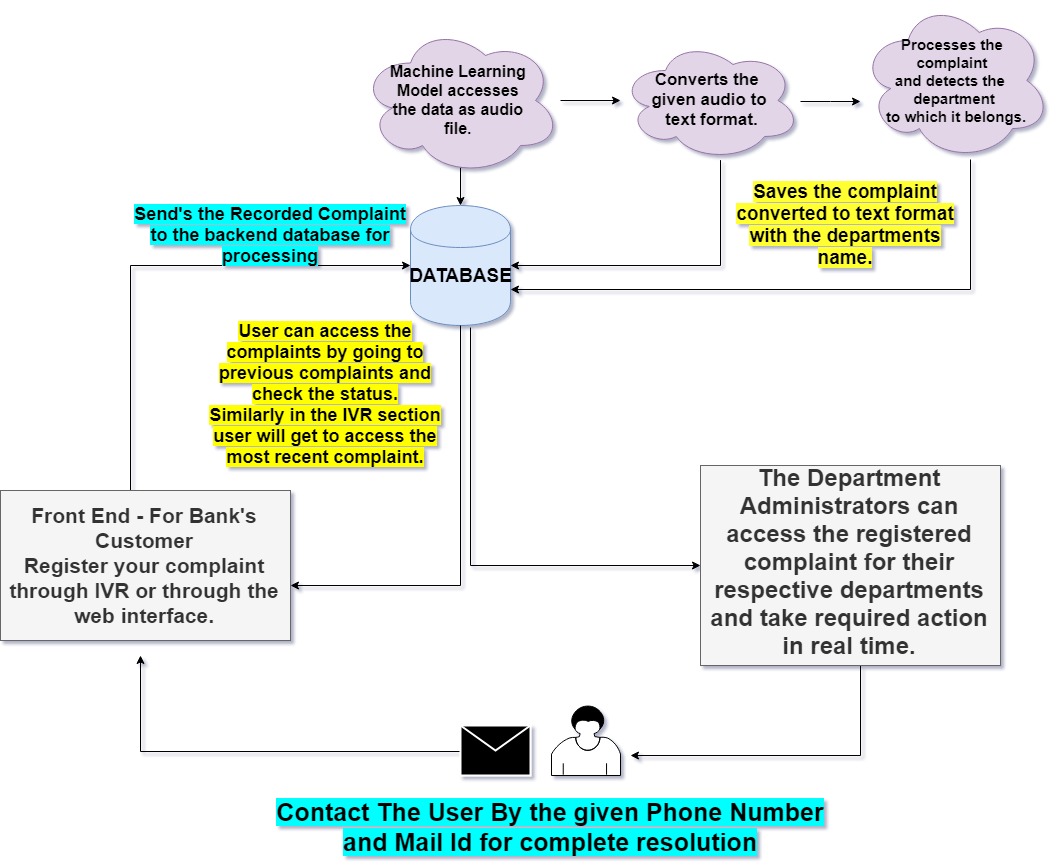 Machine Learning
Model accesses
the data as audio
file.
Converts the
given audio to
text format.
Processes the
complaint
and detects the
department
to which it belongs.
Send's the Recorded Complaint
to the backend database for
processing
Saves the complaint
converted to text format
with the departments
name.
DATABASE
User can access the
complaints by going to
previous complaints and
check the status.
Similarly in the IVR section
user will get to access the
most recent complaint.
Front End - For Bank's
Customer
Register your complaint
through IVR or through the
web interface.
The Department
Administrators can
access the registered
complaint for their
respective departments
and take required action
in real time.
Contact The User By the given Phone Number
and Mail Id for complete resolution